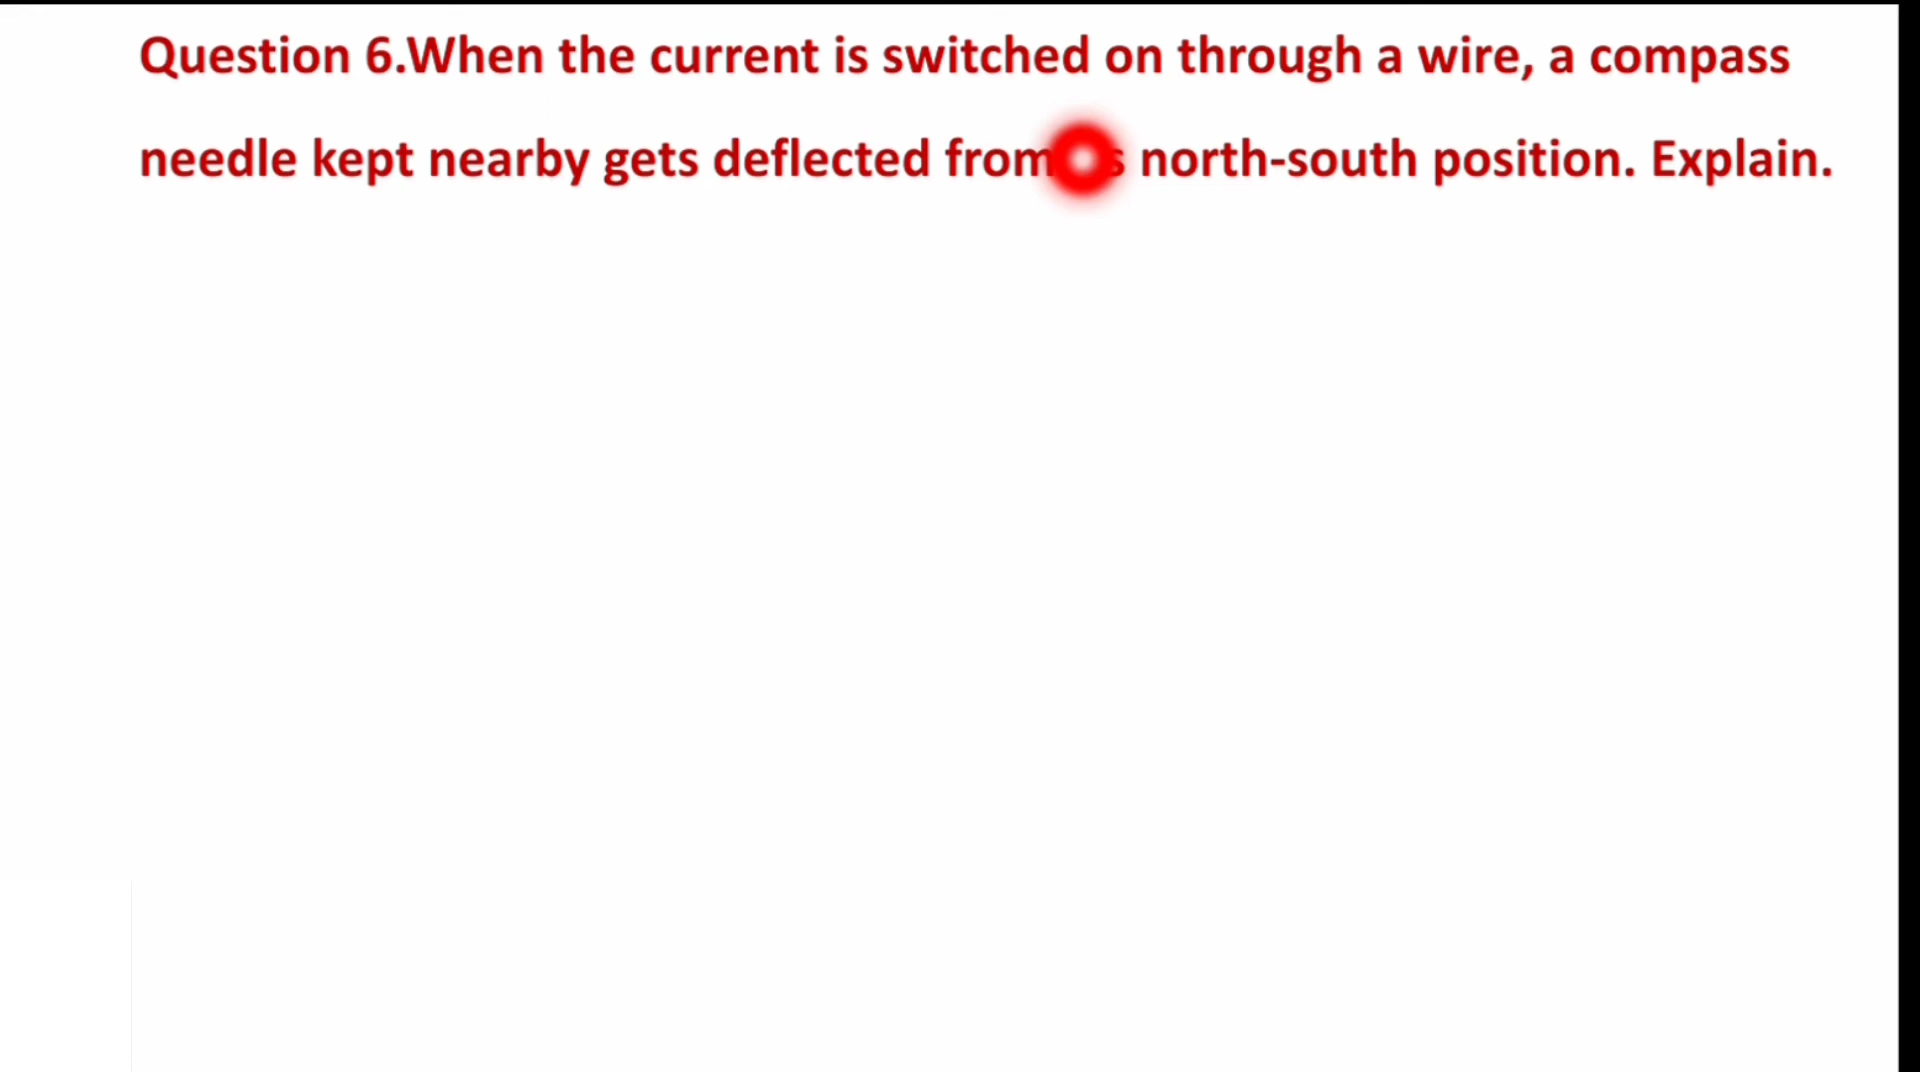 Question 6.When the current is switched on through a wire, a compass
needle kept nearby gets deflected from north-south position. Explain.